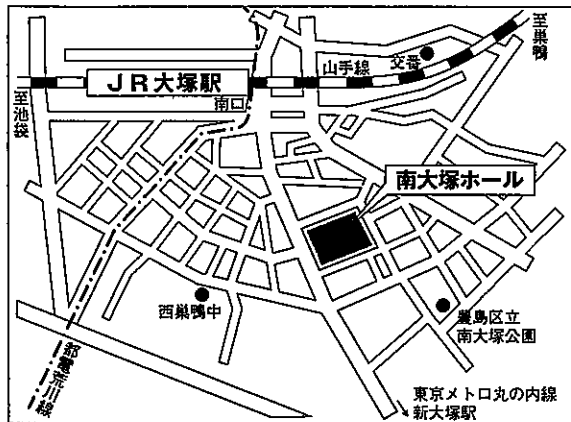 至巣鴨
交番
山手線
JR大塚駅
南口
至池袋
南大塚ホール
西巣鴨中
豊島区立
南大塚公園
都電荒川線
東京メトロ丸の内線
新大塚駅